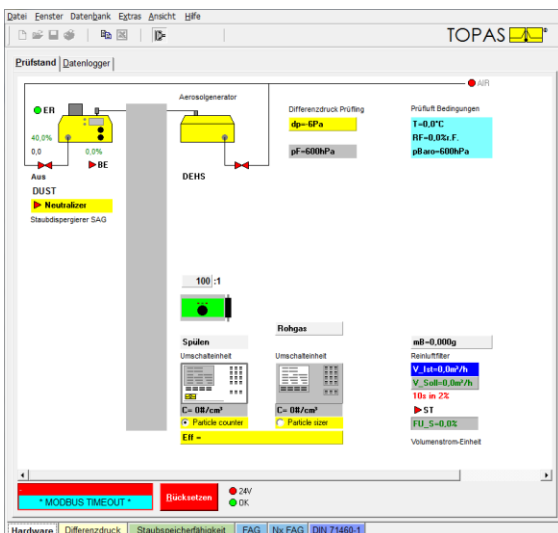 Datei Fenster Datenbank Extras Ansicht Hilfe
TOPAS
Prüfstand Datenlogger
AIR
ER
Aerosolgenerator
Differenzdruck Prüfling
Prüfluft Bedingungen
dp=-6Pa
T=0,0°C
RF=0,0%r.F.
pBaro=600hPa
40,0%
0,0 0,0%
pF=600hPa
BE
Aus
DEHS
DUST
Neutralizer
Staubdispergierer SAG
100 :1
Spülen
Rohgas
mB=0,000g
Umschalteinheit
Umschalteinheit
Reinluftfilter
V_Ist=0,0m³/h
V_Soll=0,0m³/h
10s in 2%
C= 0#/cm³
C= 0#/cm³
ST
Particle counter
Particle sizer
FU_S=0,0%
Eff =
Volumenstrom-Einheit
* MODBUS TIMEOUT *
Rücksetzen
24V
OK
Hardware Differenzdruck Staubspeicherfähigkeit FAG Nx FAG DIN 71460-1